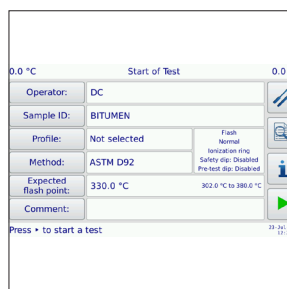 0.0 °C Start of Test 0.0
Operator: DC
Sample ID: BITUMEN
Profile: Not selected
Flash
Normal
Ionization ring
Safety dip: Disabled
Pre-test dip: Disabled
Method: ASTM D92
Expected
flash point: 330.0 °C 302.0 °C to 380.0 °C
Comment:
Press ▸ to start a test